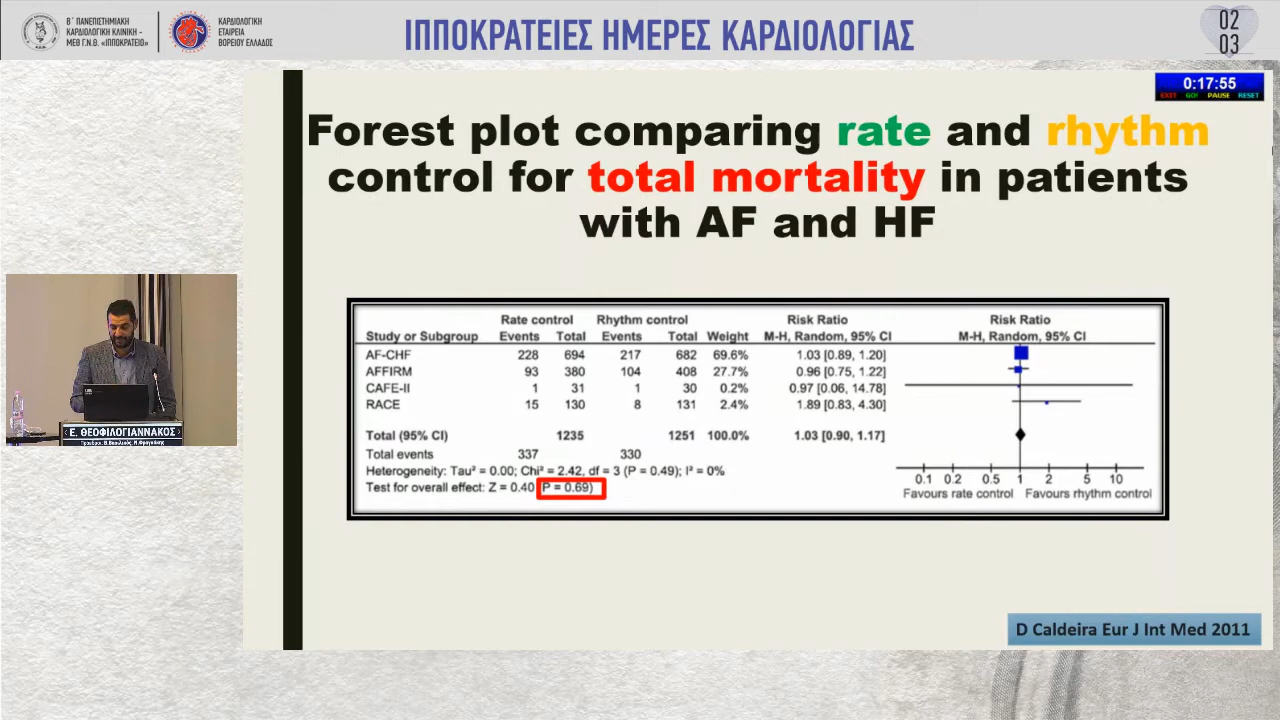 Β΄ ΠΑΝΕΠΙΣΤΗΜΙΑΚΗ
ΚΑΡΔΙΟΛΟΓΙΚΗ ΚΛΙΝΙΚΗ -
ΜΕΘ Γ.Ν.Θ. «ΙΠΠΟΚΡΑΤΕΙΟ»
ΚΑΡΔΙΟΛΟΓΙΚΗ
ΕΤΑΙΡΕΙΑ
ΒΟΡΕΙΟΥ ΕΛΛΑΔΟΣ
ΙΠΠΟΚΡΑΤΕΙΕΣ ΗΜΕΡΕΣ ΚΑΡΔΙΟΛΟΓΙΑΣ
02
03
0:17:55
EXIT GO! PAUSE RESET
Forest plot comparing rate and rhythm
control for total mortality in patients
with AF and HF
Rate control Rhythm control Risk Ratio Risk Ratio
Study or Subgroup Events Total Events Total Weight M-H, Random, 95% CI M-H, Random, 95% CI
AF-CHF 228 694 217 682 69.6% 1.03 [0.89, 1.20]
AFFIRM 93 380 104 408 27.7% 0.96 [0.75, 1.22]
CAFE-II 1 31 1 30 0.2% 0.97 [0.06, 14.78]
RACE 15 130 8 131 2.4% 1.89 [0.83, 4.30]
Total (95% CI) 1235 1251 100.0% 1.03 [0.90, 1.17]
Total events 337 330
Heterogeneity: Tau² = 0.00; Chi² = 2.42, df = 3 (P = 0.49); I² = 0%
Test for overall effect: Z = 0.40 (P = 0.69)
0.1 0.2 0.5 1 2 5 10
Favours rate control Favours rhythm control
Ε. ΘΕΟΦΙΛΟΓΙΑΝΝΑΚΟΣ
Πρόεδροι: Β.Βασιλικός, Ν.Φραγκάκης
D Caldeira Eur J Int Med 2011